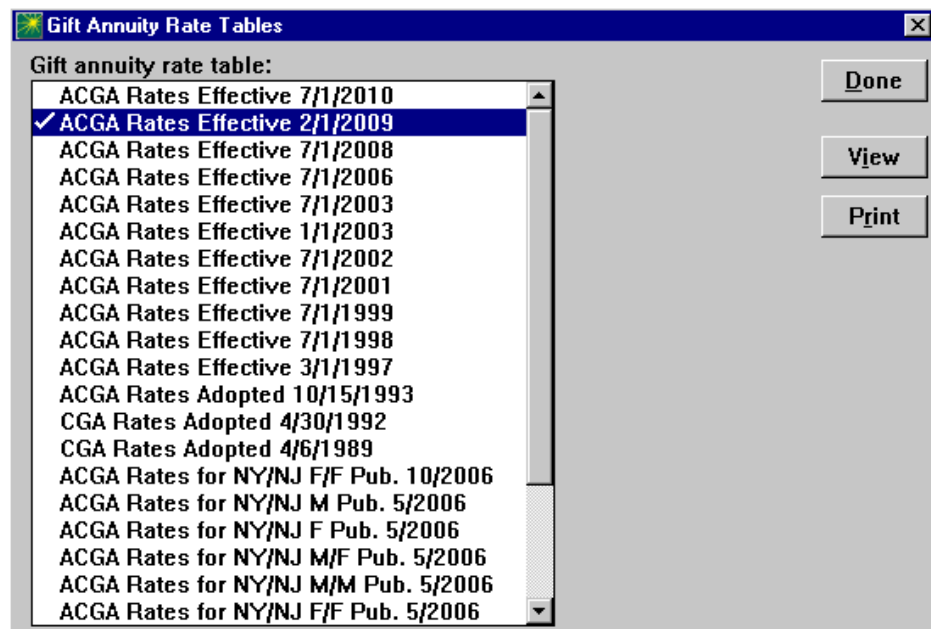 Gift Annuity Rate Tables
Gift annuity rate table:
ACGA Rates Effective 7/1/2010
ACGA Rates Effective 2/1/2009
ACGA Rates Effective 7/1/2008
ACGA Rates Effective 7/1/2006
ACGA Rates Effective 7/1/2003
ACGA Rates Effective 1/1/2003
ACGA Rates Effective 7/1/2002
ACGA Rates Effective 7/1/2001
ACGA Rates Effective 7/1/1999
ACGA Rates Effective 7/1/1998
ACGA Rates Effective 3/1/1997
ACGA Rates Adopted 10/15/1993
CGA Rates Adopted 4/30/1992
CGA Rates Adopted 4/6/1989
ACGA Rates for NY/NJ F/F Pub. 10/2006
ACGA Rates for NY/NJ M Pub. 5/2006
ACGA Rates for NY/NJ F Pub. 5/2006
ACGA Rates for NY/NJ M/F Pub. 5/2006
ACGA Rates for NY/NJ M/M Pub. 5/2006
ACGA Rates for NY/NJ F/F Pub. 5/2006
Done
View
Print